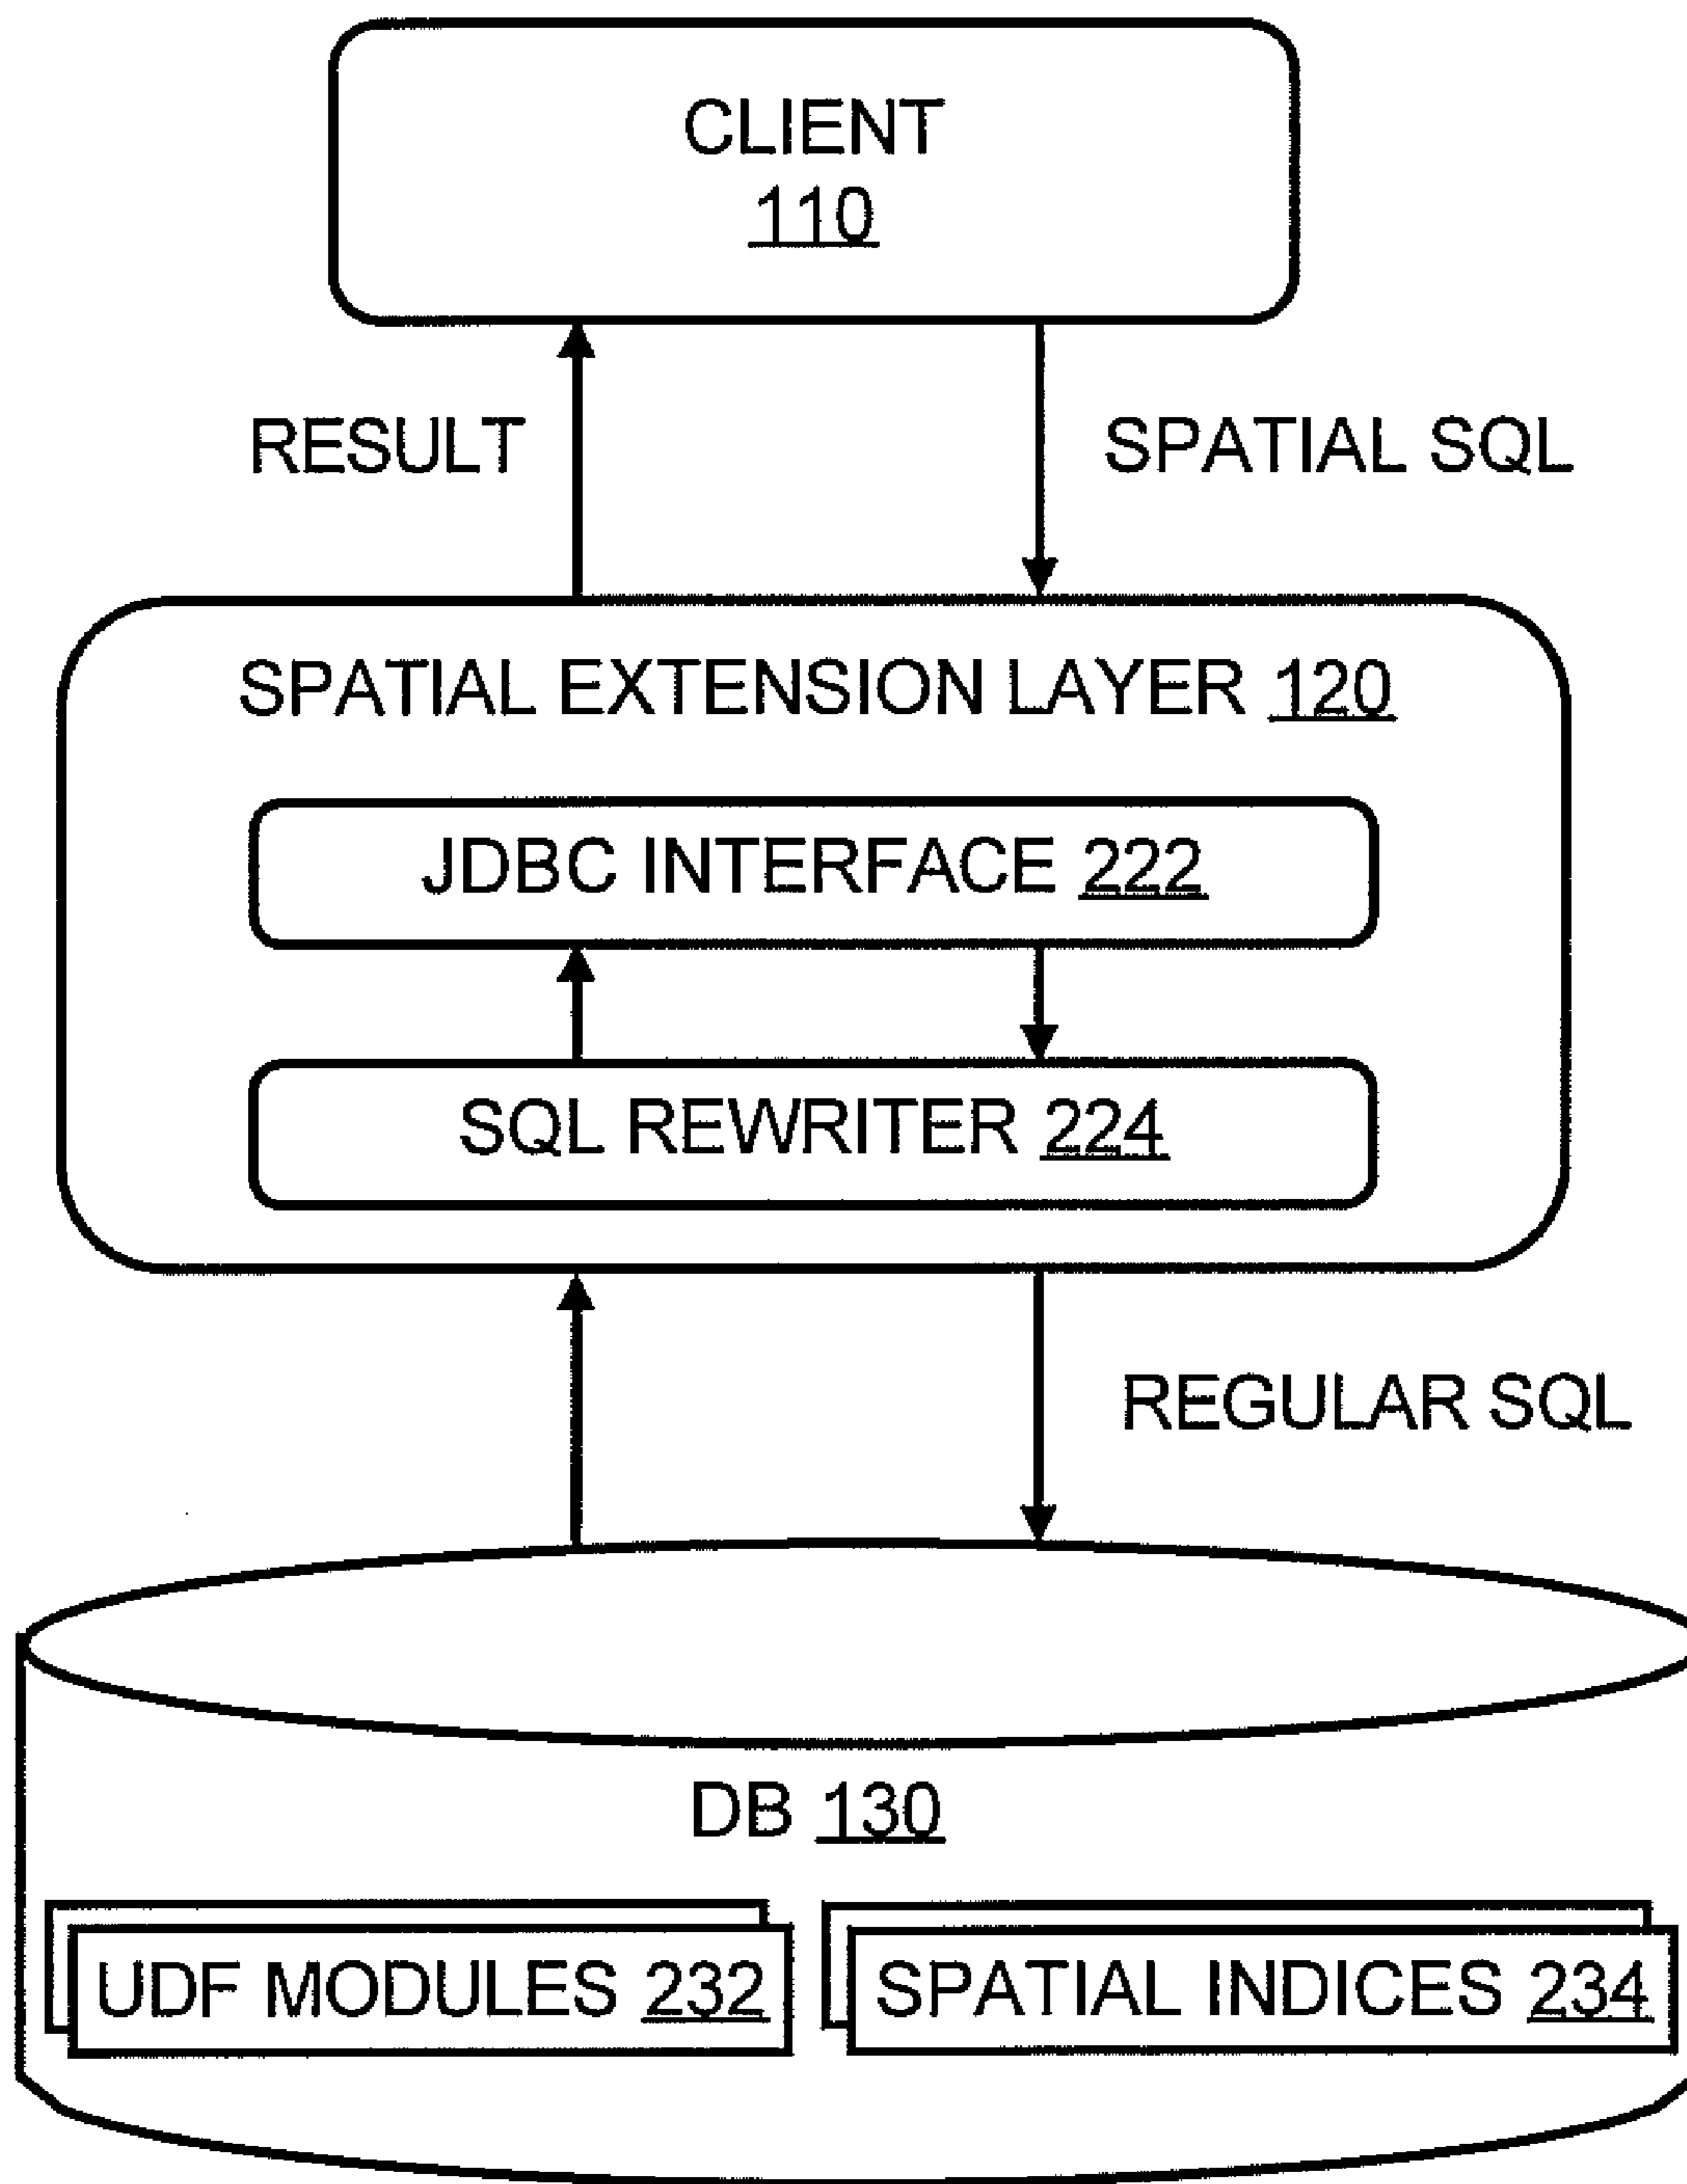 CLIENT
110
RESULT
SPATIAL SQL
SPATIAL EXTENSION LAYER 120
JDBC INTERFACE 222
SQL REWRITER 224
REGULAR SQL
DB 130
UDF MODULES 232
SPATIAL INDICES 234